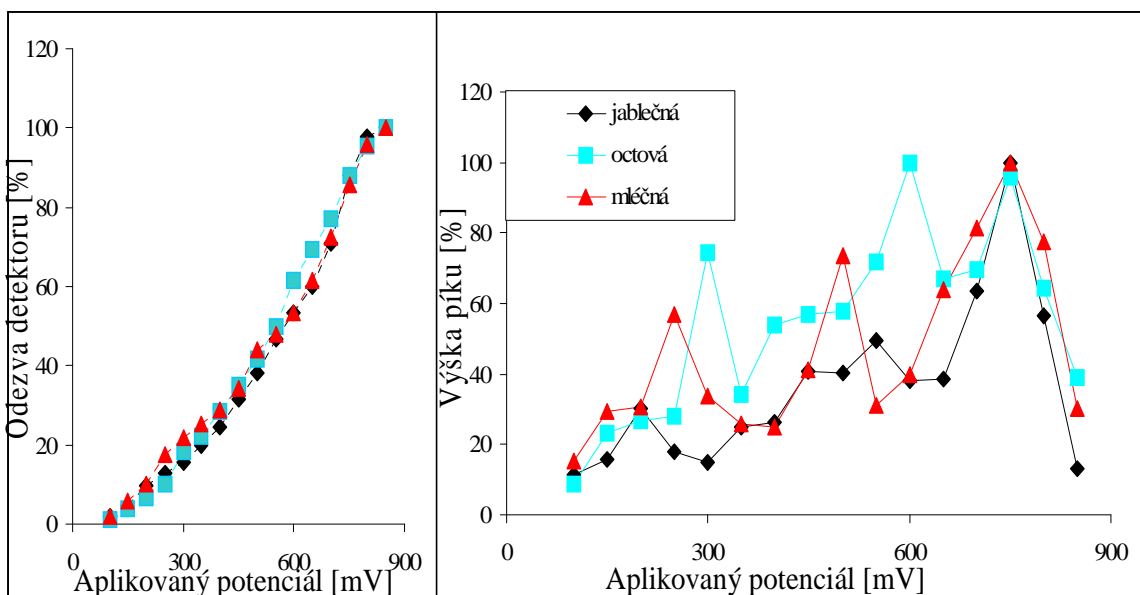 Odezva detektoru [%]
120
100
80
60
40
20
0
0 300 600 900
Aplikovaný potenciál [mV]
Výška píku [%]
120
100
80
60
40
20
0
jablečná
octová
mléčná
0 300 600 900
Aplikovaný potenciál [mV]